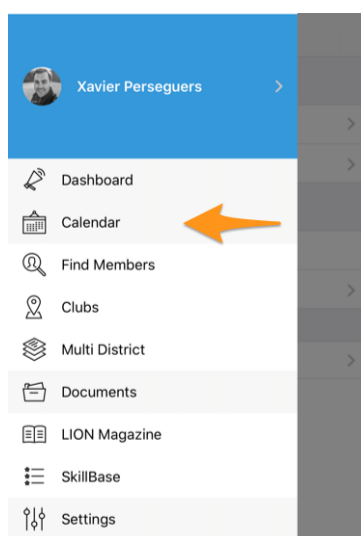 Xavier Perseguers
Dashboard
Calendar
Find Members
Clubs
Multi District
Documents
LION Magazine
SkillBase
Settings